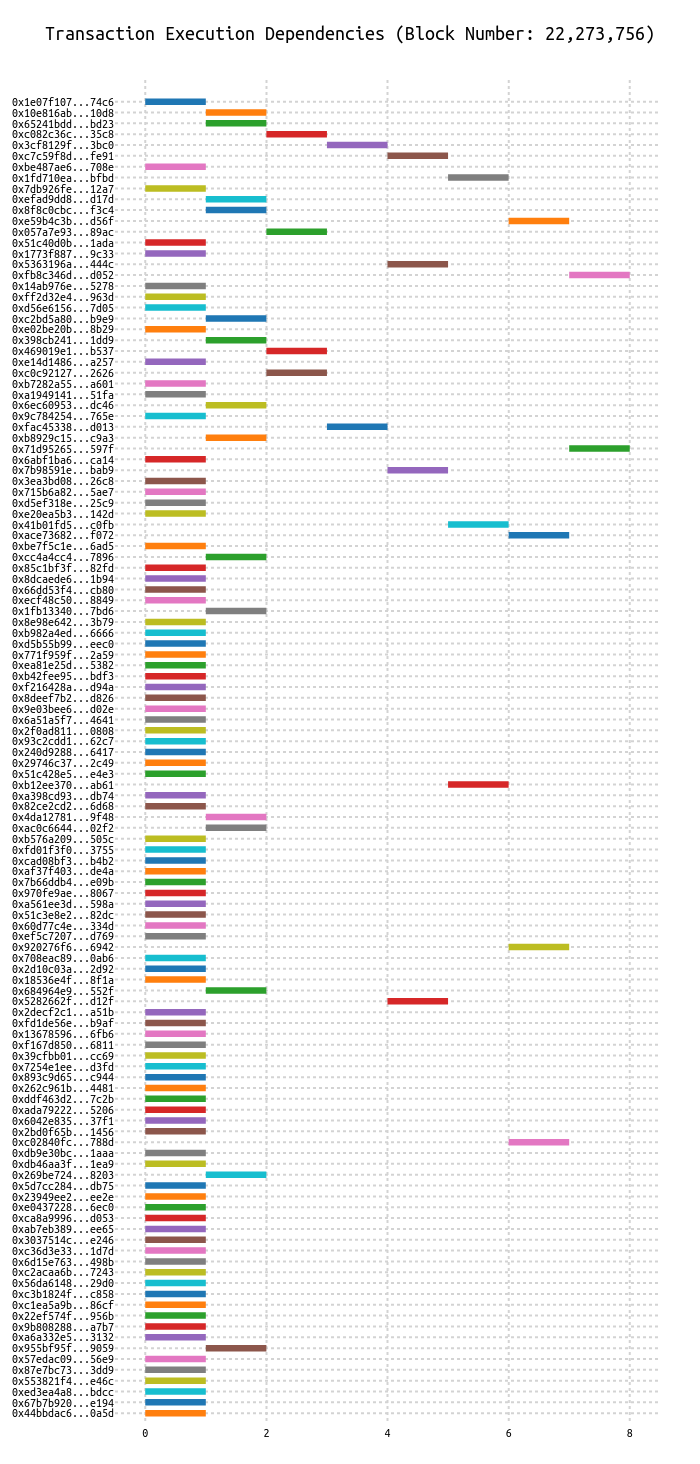 Transaction Execution Dependencies (Block Number: 22,273,756)
0x1e07f107...74c6
0x10e816ab...10d8
0x65241bdd...bd23
0xc082c36c...35c8
0x3cf8129f...3bc0
0xc7c59f8d...fe91
0xbe487ae6...708e
0x1fd710ea...bfbd
0x7db926fe...12a7
0xefad9dd8...d17d
0x8f8c0cbc...f3c4
0xe59b4c3b...d56f
0x057a7e93...89ac
0x51c40d0b...1ada
0x1773f887...9c33
0x5363196a...444c
0xfb8c346d...d052
0x14ab976e...5278
0xff2d32e4...963d
0xd56e6156...7d05
0xc2bd5a80...b9e9
0xe02be20b...8b29
0x398cb241...1dd9
0x469019e1...b537
0xe14d1486...a257
0xc0c92127...2626
0xb7282a55...a601
0xa1949141...51fa
0x6ec60953...dc46
0x9c784254...765e
0xfac45338...d013
0xb8929c15...c9a3
0x71d95265...597f
0x6abf1ba6...ca14
0x7b98591e...bab9
0x3ea3bd08...26c8
0x715b6a82...5ae7
0xd5ef318e...25c9
0xe20ea5b3...142d
0x41b01fd5...c0fb
0xace73682...f072
0xbe7f5c1e...6ad5
0xcc4a4cc4...7896
0x85c1bf3f...82fd
0x8dcaede6...1b94
0x66dd53f4...cb80
0xecf48c50...8849
0x1fb13340...7bd6
0x8e98e642...3b79
0xb982a4ed...6666
0xd5b55b99...eec0
0x771f959f...2a59
0xea81e25d...5382
0xb42fee95...bdf3
0xf216428a...d94a
0x8deef7b2...d826
0x9e03bee6...d02e
0x6a51a5f7...4641
0x2f0ad811...0808
0x93c2cdd1...62c7
0x240d9288...6417
0x29746c37...2c49
0x51c428e5...e4e3
0xb12ee370...ab61
0xa398cd93...db74
0x82ce2cd2...6d68
0x4da12781...9f48
0xac0c6644...02f2
0xb576a209...505c
0xfd01f3f0...3755
0xcad08bf3...b4b2
0xaf37f403...de4a
0x7b66ddb4...e09b
0x970fe9ae...8067
0xa561ee3d...598a
0x51c3e8e2...82dc
0x60d77c4e...334d
0xef5c7207...d769
0x920276f6...6942
0x708eac89...0ab6
0x2d10c03a...2d92
0x18536e4f...8f1a
0x684964e9...552f
0x5282662f...d12f
0x2decf2c1...a51b
0xfd1de56e...b9af
0x13678596...6fb6
0xf167d850...6811
0x39cfbb01...cc69
0x7254e1ee...d3fd
0x893c9d65...c944
0x262c961b...4481
0xddf463d2...7c2b
0xada79222...5206
0x6042e835...37f1
0x2bd0f65b...1456
0xc02840fc...788d
0xdb9e30bc...1aaa
0xdb46aa3f...1ea9
0x269be724...8203
0x5d7cc284...db75
0x23949ee2...ee2e
0xe0437228...6ec0
0xca8a9996...d053
0xab7eb389...ee65
0x3037514c...e246
0xc36d3e33...1d7d
0x6d15e763...498b
0xc2acaa6b...7243
0x56da6148...29d0
0xc3b1824f...c858
0xc1ea5a9b...86cf
0x22ef574f...956b
0x9b808288...a7b7
0xa6a332e5...3132
0x955bf95f...9059
0x57edac09...56e9
0x87e7bc73...3dd9
0x553821f4...e46c
0xed3ea4a8...bdcc
0x67b7b920...e194
0x44bbdac6...0a5d
0 2 4 6 8